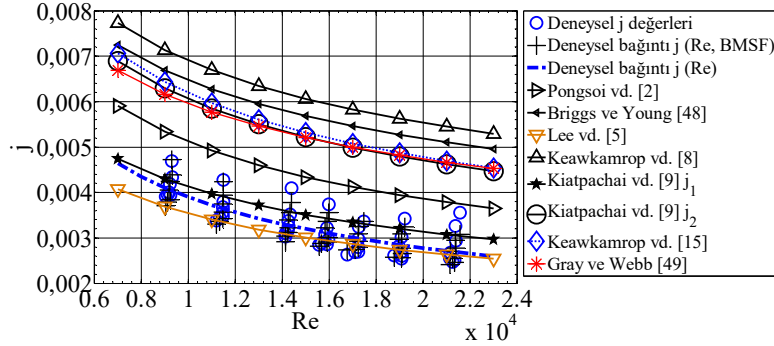 0,008
0,007
0,006
0,005
0,004
0,003
0,002
j
0.6 0.8 1 1.2 1.4 1.6 1.8 2 2.2 2.4
Re
x 10⁴
Deneysel j değerleri
Deneysel bağıntı j (Re, BMSF)
Deneysel bağıntı j (Re)
Pongsoi vd. [2]
Briggs ve Young [48]
Lee vd. [5]
Keawkamrop vd. [8]
Kiatpachai vd. [9] j₁
Kiatpachai vd. [9] j₂
Keawkamrop vd. [15]
Gray ve Webb [49]